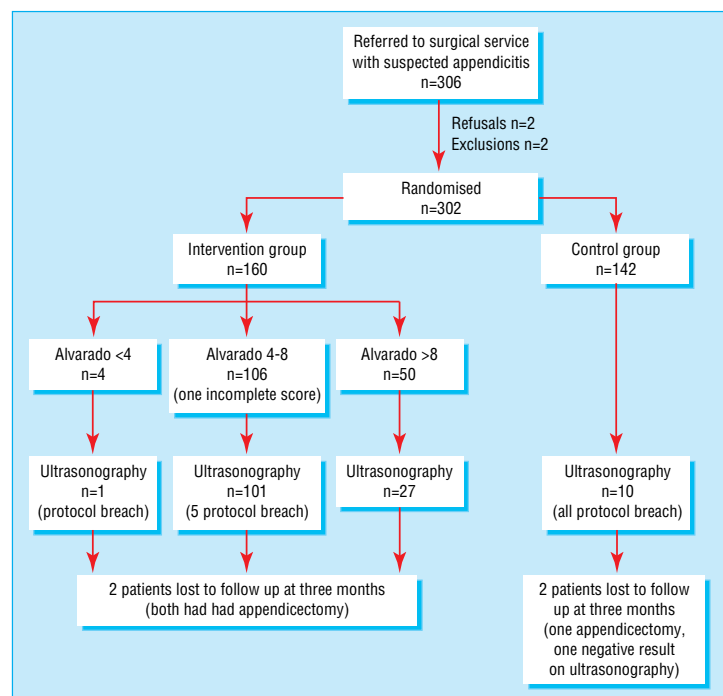 Referred to surgical service
with suspected appendicitis
n=306
Refusals n=2
Exclusions n=2
Randomised
n=302
Intervention group
n=160
Control group
n=142
Alvarado <4
n=4
Alvarado 4-8
n=106
(one incomplete score)
Alvarado >8
n=50
Ultrasonography
n=1
(protocol breach)
Ultrasonography
n=101
(5 protocol breach)
Ultrasonography
n=27
Ultrasonography
n=10
(all protocol breach)
2 patients lost to follow up at three months
(both had had appendicectomy)
2 patients lost to follow
up at three months
(one appendicectomy,
one negative result
on ultrasonography)